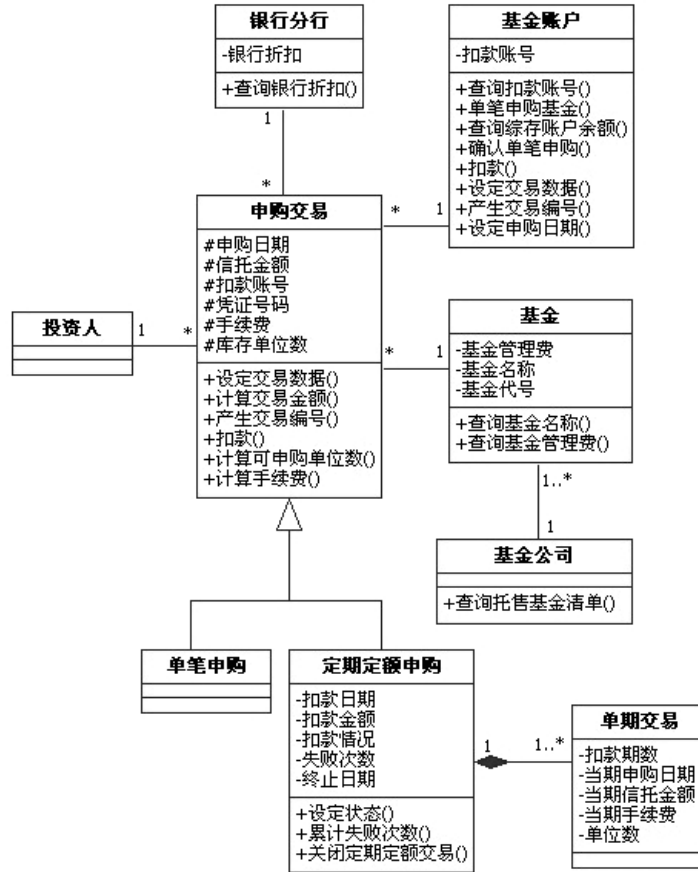 银行分行
-银行折扣
+查询银行折扣()
1
*
基金账户
-扣款账号
+查询扣款账号()
+单笔申购基金()
+查询综存账户余额()
+确认单笔申购()
+扣款()
+设定交易数据()
+产生交易编号()
+设定申购日期()
申购交易
#申购日期
#信托金额
#扣款账号
#凭证号码
#手续费
#库存单位数
+设定交易数据()
+计算交易金额()
+产生交易编号()
+扣款()
+计算可申购单位数()
+计算手续费()
* 1
投资人
1 *
* 1
基金
-基金管理费
-基金名称
-基金代号
+查询基金名称()
+查询基金管理费()
1..*
1
基金公司
+查询托售基金清单()
单笔申购
定期定额申购
-扣款日期
-扣款金额
-扣款情况
-失败次数
-终止日期
+设定状态()
+累计失败次数()
+关闭定期定额交易()
1 1..*
单期交易
-扣款期数
-当期申购日期
-当期信托金额
-当期手续费
-单位数